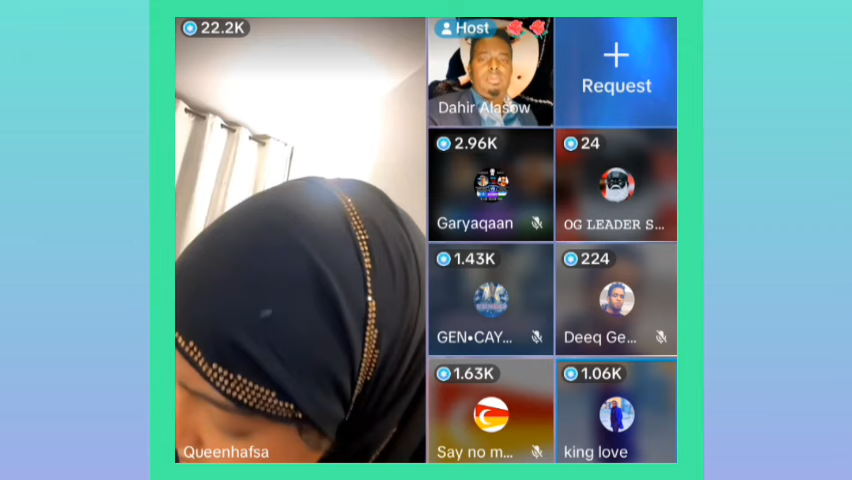 22.2K
Queenhafsa
Host
Dahir Alasow
+
Request
2.96K
Garyaqaan
24
OG LEADER S...
1.43K
GEN•CAY...
224
Deeq Ge...
1.63K
Say no m...
1.06K
king love